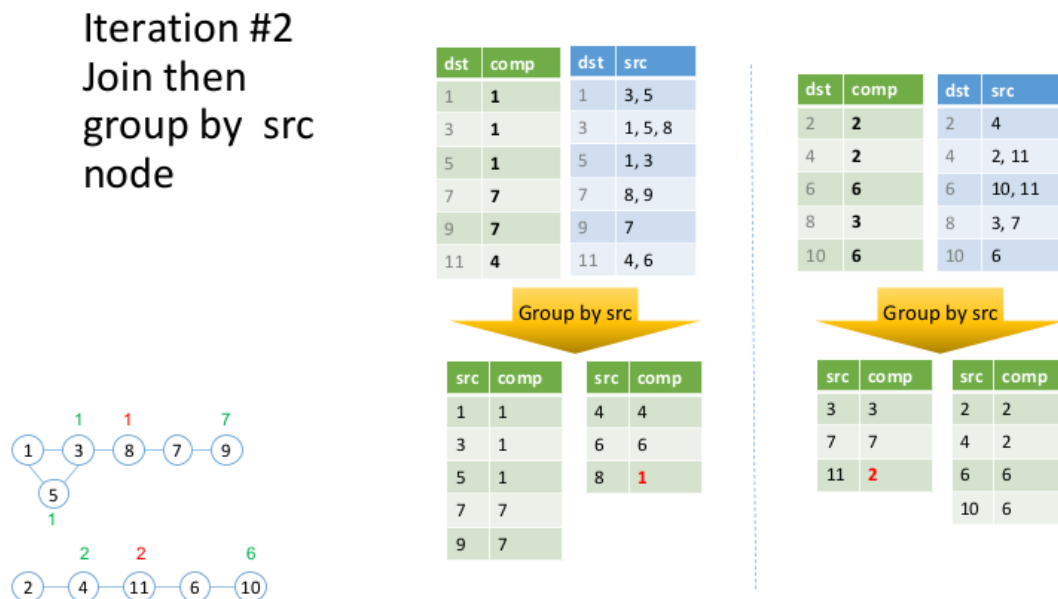 Iteration #2
Join then
group by src
node
dst comp
1 1
3 1
5 1
7 7
9 7
11 4
dst src
1 3, 5
3 1, 5, 8
5 1, 3
7 8, 9
9 7
11 4, 6
Group by src
src comp
1 1
3 1
5 1
7 7
9 7
src comp
4 4
6 6
8 1
dst comp
2 2
4 2
6 6
8 3
10 6
dst src
2 4
4 2, 11
6 10, 11
8 3, 7
10 6
Group by src
src comp
3 3
7 7
11 2
src comp
2 2
4 2
6 6
10 6
1 1 7
1 3 8 7 9
5
1
2 2 6
2 4 11 6 10